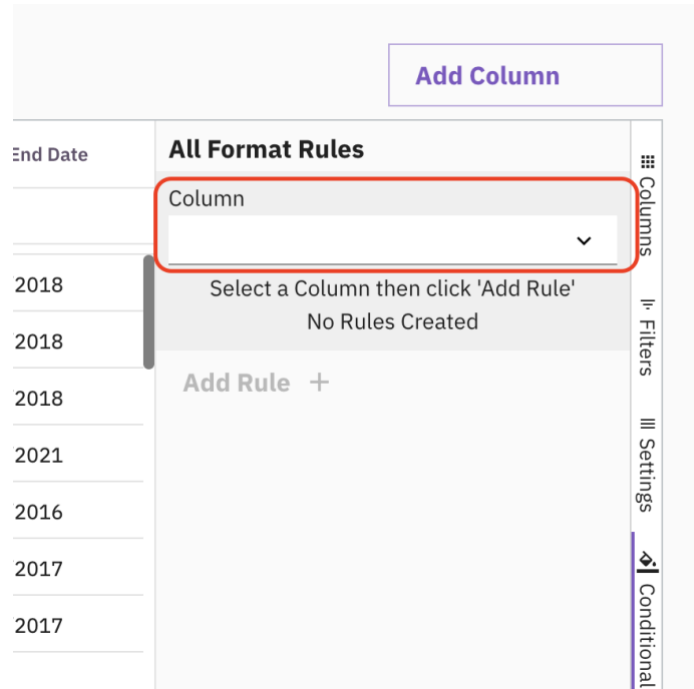 Add Column
End Date
All Format Rules
Column
Select a Column then click 'Add Rule'
No Rules Created
Add Rule +
2018
2018
2018
2021
2016
2017
2017
Columns
Filters
Settings
Conditional